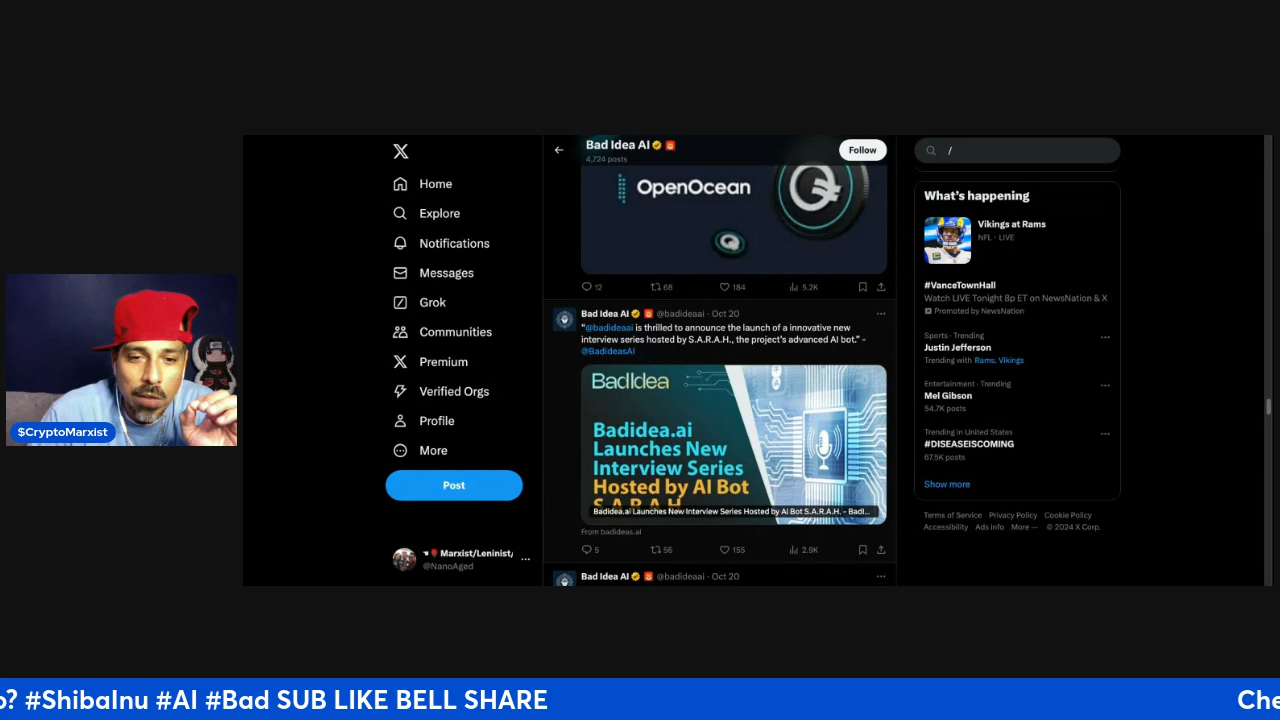 $CryptoMarxist
Home
Explore
Notifications
Messages
Grok
Communities
Premium
Verified Orgs
Profile
More
Post
Marxist/Leninist/
@NanoAged
Bad Idea AI
4,724 posts
Follow
OpenOcean
12 68 184 5.2K
Bad Idea AI @badideaai · Oct 20
“@badideaai is thrilled to announce the launch of a innovative new
interview series hosted by S.A.R.A.H., the project's advanced AI bot.” -
@BadIdeasAI
BadIdea
Badidea.ai
Launches New
Interview Series
Hosted by AI Bot
S.A.R.A.H.
Badidea.ai Launches New Interview Series Hosted by AI Bot S.A.R.A.H. - BadI...
From badideas.ai
5 56 155 2.9K
Bad Idea AI @badideaai · Oct 20
/
What's happening
Vikings at Rams
NFL · LIVE
#VanceTownHall
Watch LIVE Tonight 8p ET on NewsNation & X
Promoted by NewsNation
Sports · Trending
Justin Jefferson
Trending with Rams, Vikings
Entertainment · Trending
Mel Gibson
54.7K posts
Trending in United States
#DISEASEISCOMING
67.5K posts
Show more
Terms of Service Privacy Policy Cookie Policy
Accessibility Ads info More ··· © 2024 X Corp.
? #ShibaInu #AI #Bad SUB LIKE BELL SHARE
Che